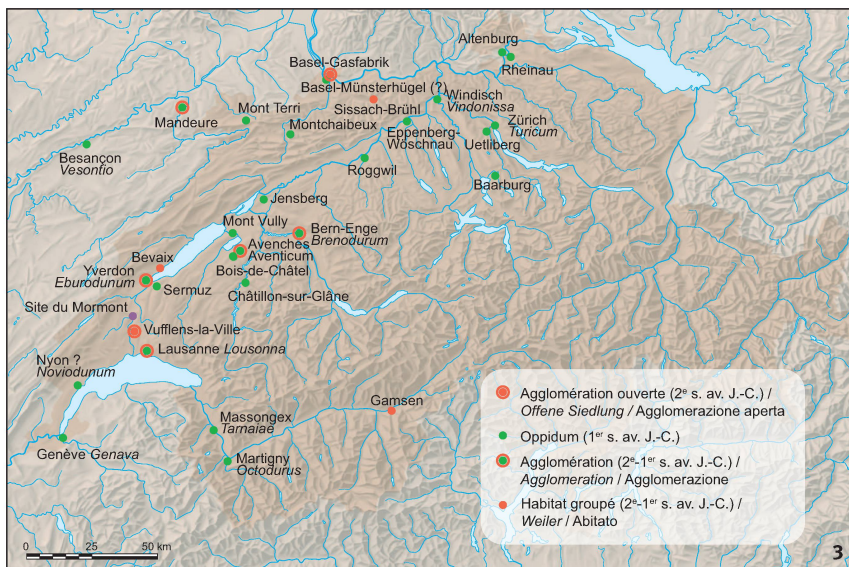 Altenburg
Rheinau
Basel-Gasfabrik
Basel-Münsterhügel (?)
Windisch
Vindonissa
Sissach-Brühl
Mandeure
Mont Terri
Montchaibeux
Eppenberg-
Wöschnau
Zürich
Turicum
Uetliberg
Besançon
Vesontio
Roggwil
Baarburg
Jensberg
Mont Vully
Bern-Enge
Brenodurum
Avenches
Aventicum
Bevaix
Bois-de-Châtel
Yverdon
Eburodunum
Sermuz
Châtillon-sur-Glâne
Site du Mormont
Vufflens-la-Ville
Lausanne Lousonna
Nyon ?
Noviodunum
Gamsen
Massongex
Tarnaiae
Genève Genava
Martigny
Octodurus
Agglomération ouverte (2e s. av. J.-C.) /
Offene Siedlung / Agglomerazione aperta
Oppidum (1er s. av. J.-C.)
Agglomération (2e-1er s. av. J.-C.) /
Agglomeration / Agglomerazione
Habitat groupé (2e-1er s. av. J.-C.) /
Weiler / Abitato
0 25 50 km
3